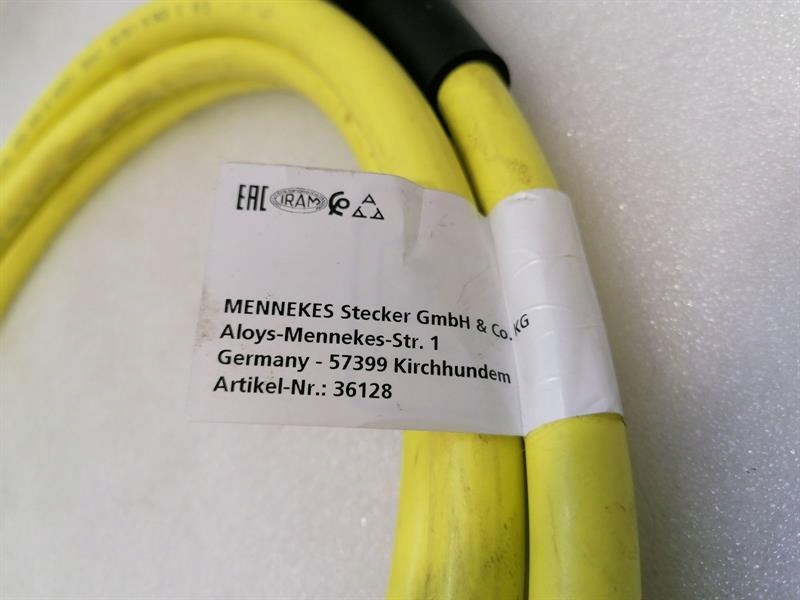 EAC IRAM
MENNEKES Stecker GmbH & Co. KG
Aloys-Mennekes-Str. 1
Germany - 57399 Kirchhundem
Artikel-Nr.: 36128